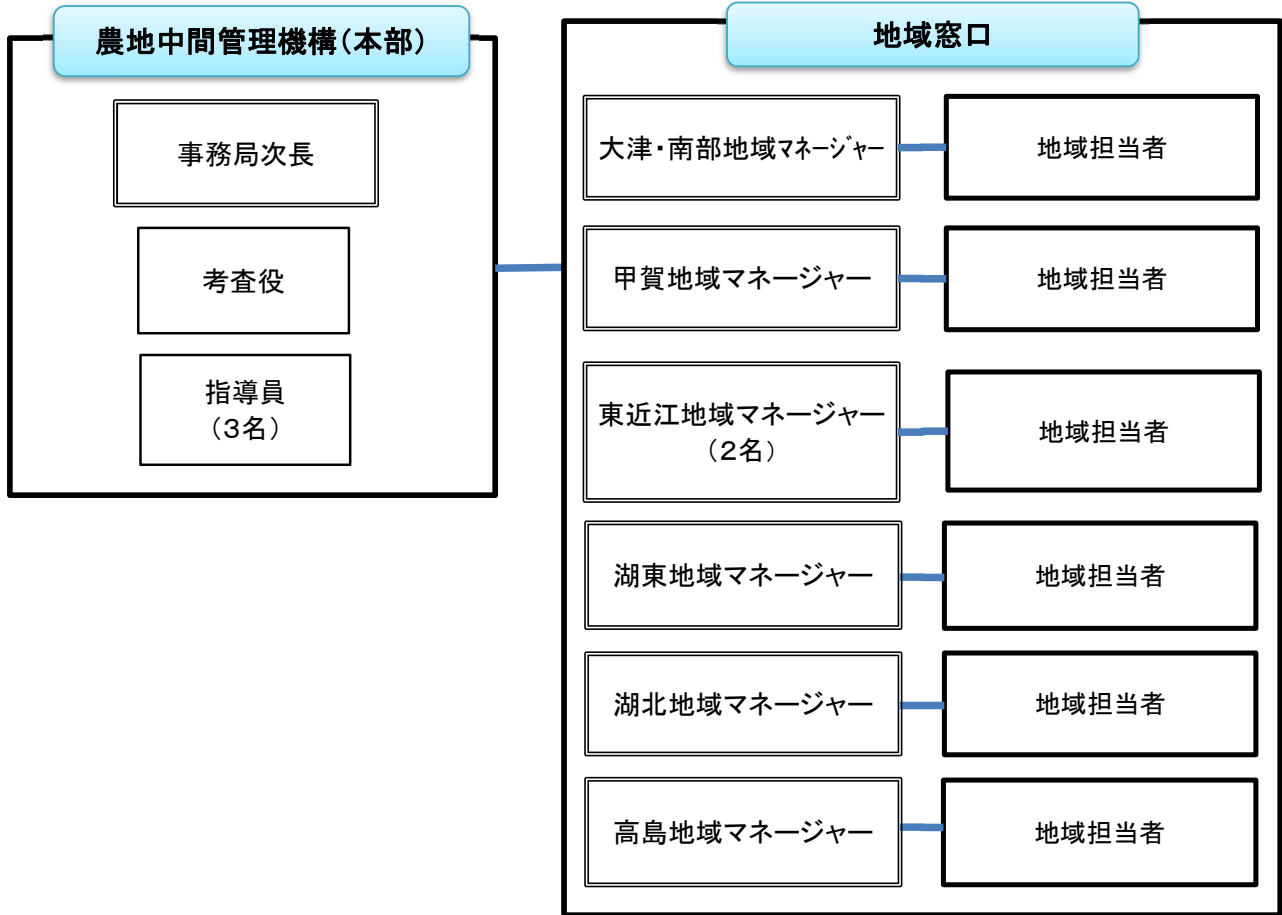 農地中間管理機構(本部)
事務局次長
考査役
指導員
(3名)
地域窓口
大津・南部地域ﾏﾈｰｼﾞｬｰ
地域担当者
甲賀地域マネージャー
地域担当者
東近江地域マネージャー
(2名)
地域担当者
湖東地域マネージャー
地域担当者
湖北地域マネージャー
地域担当者
高島地域マネージャー
地域担当者